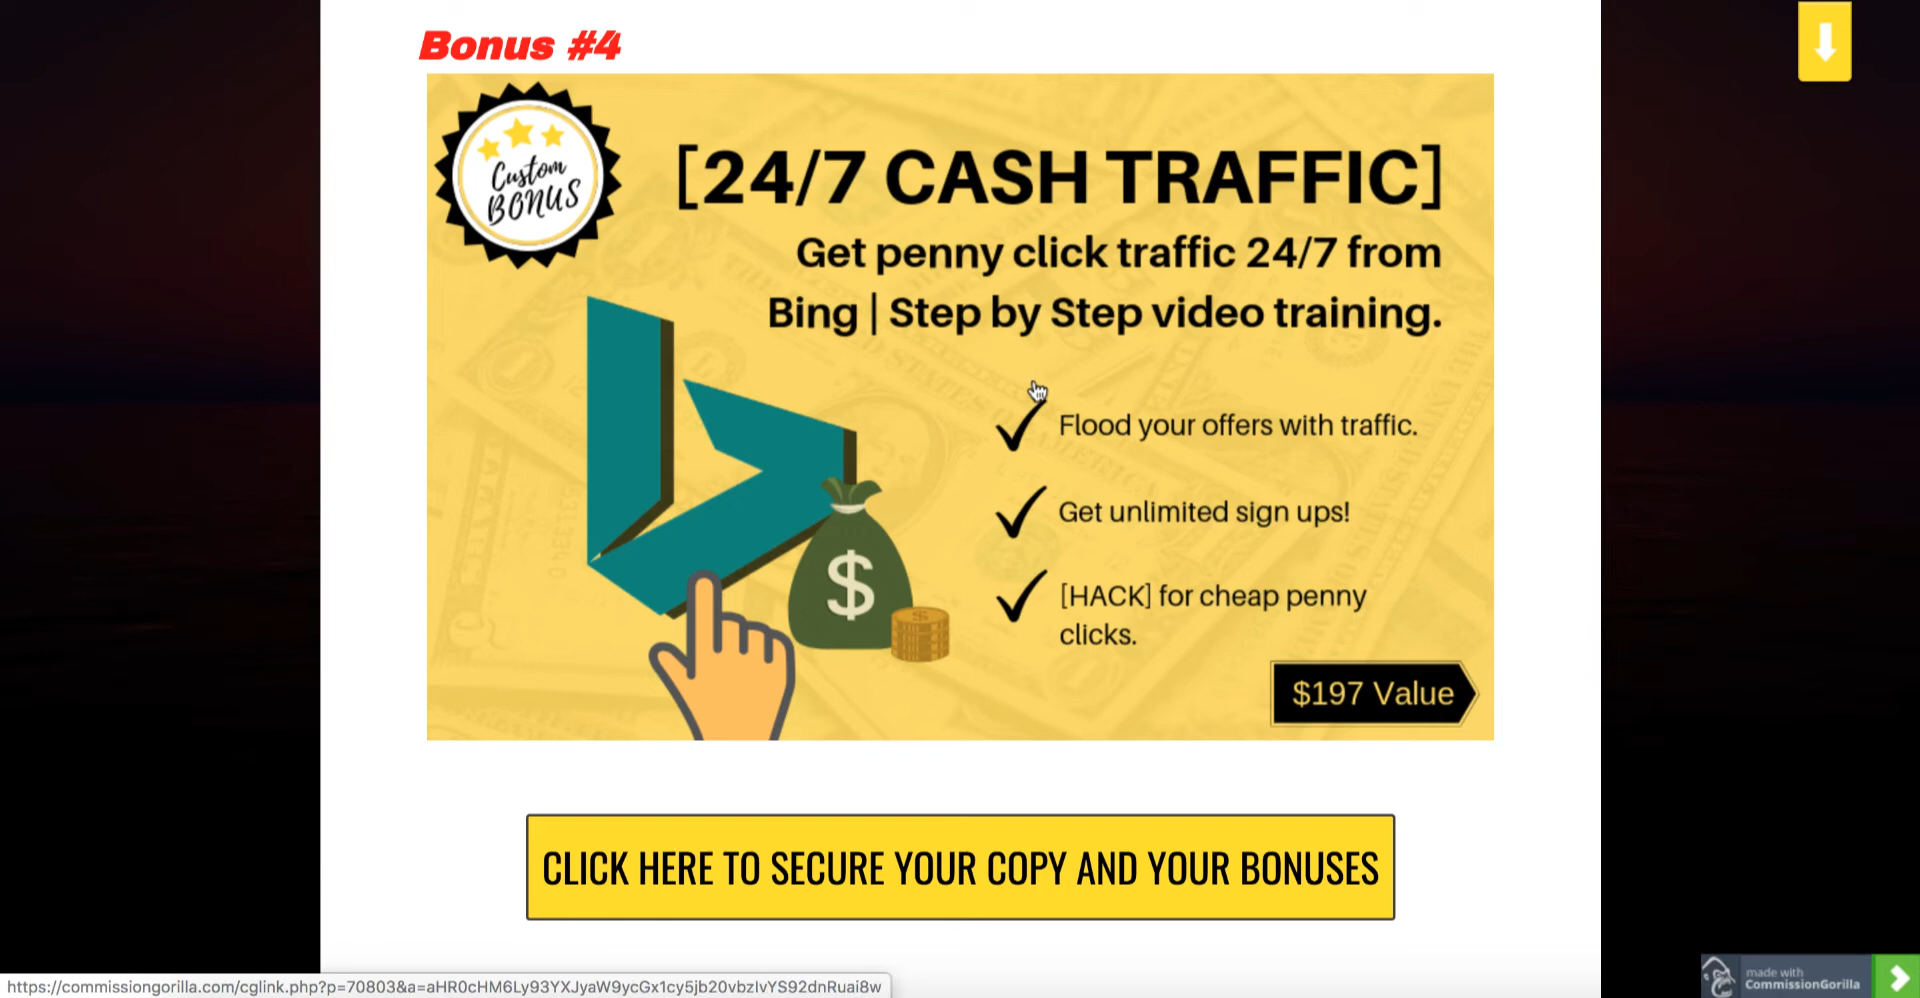 Bonus #4
Custom
BONUS
[24/7 CASH TRAFFIC]
Get penny click traffic 24/7 from
Bing | Step by Step video training.
Flood your offers with traffic.
Get unlimited sign ups!
[HACK] for cheap penny
clicks.
$
$197 Value
CLICK HERE TO SECURE YOUR COPY AND YOUR BONUSES
https://commissiongorilla.com/cglink.php?p=70803&a=aHR0cHM6Ly93YXJyaW9ycGx1cy5jb20vbzIvYS92dnRuai8w
made with
CommissionGorilla